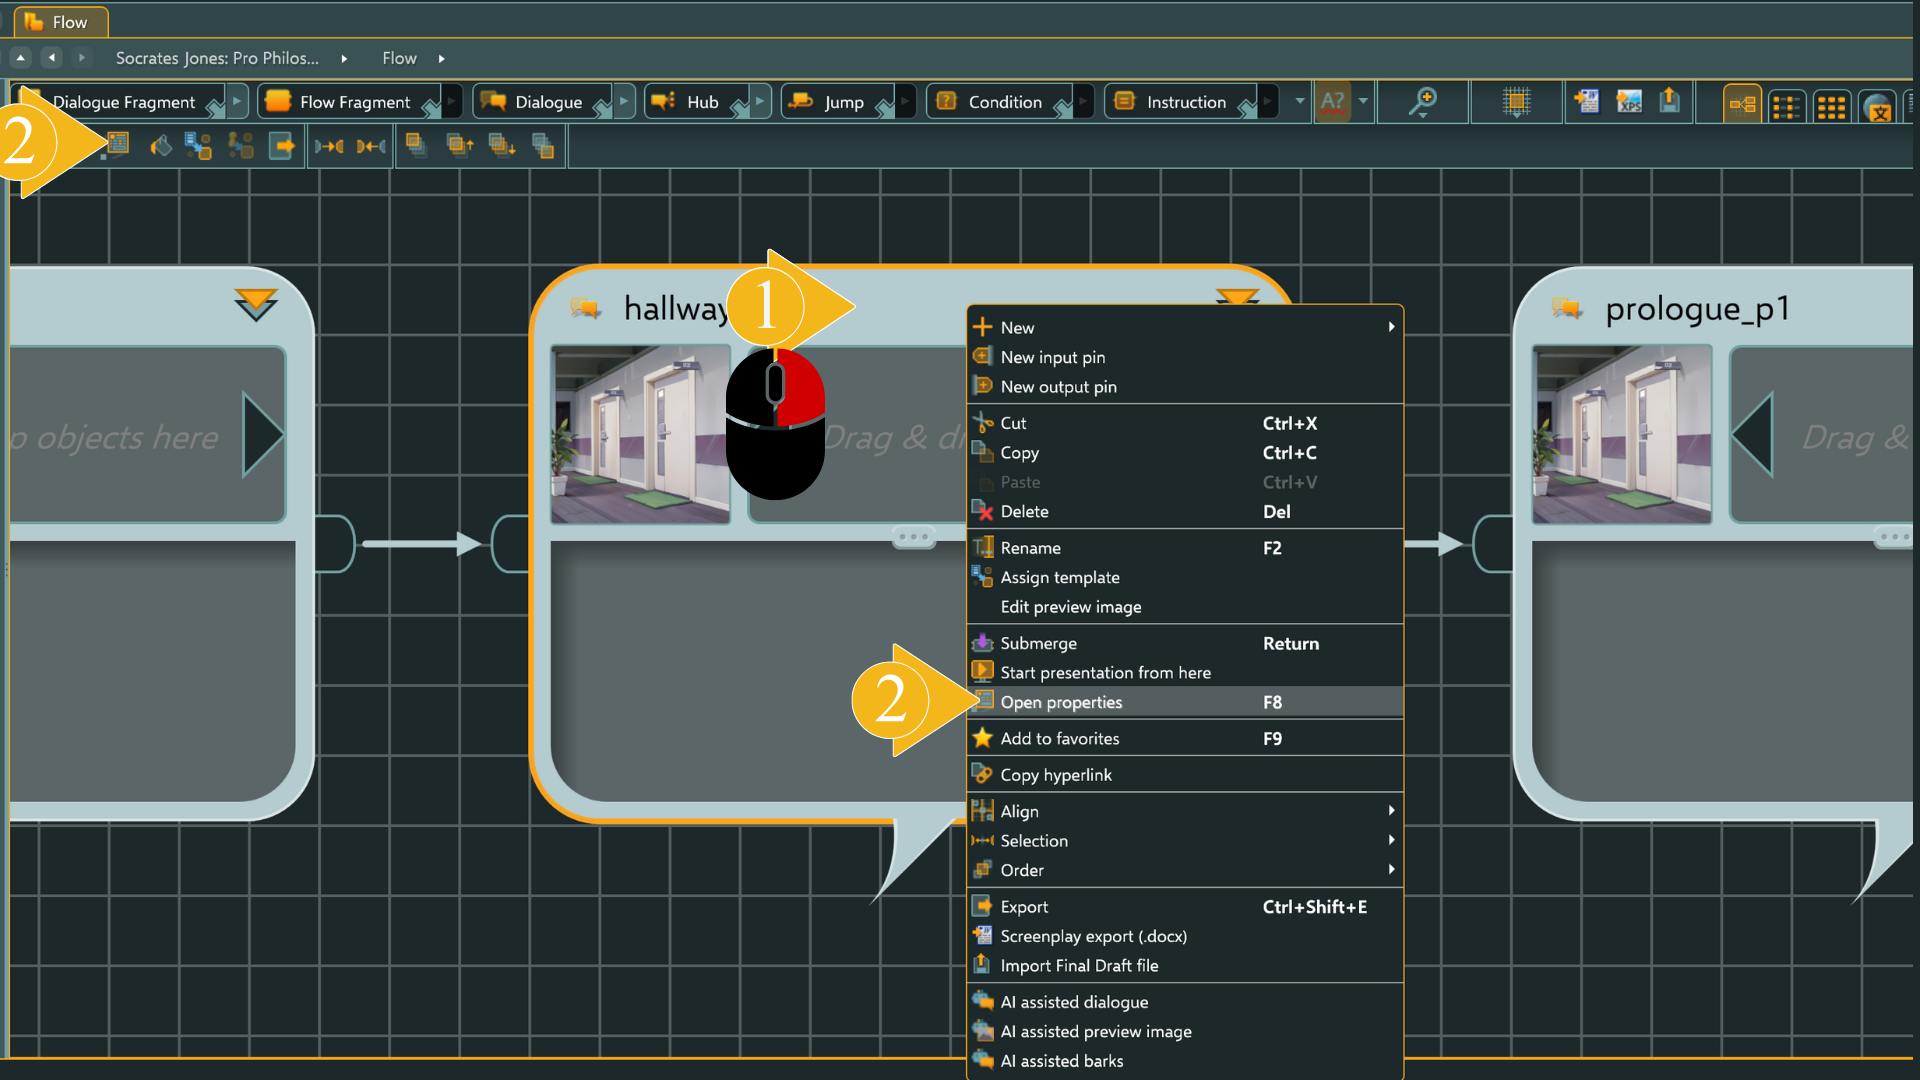 Flow
Socrates Jones: Pro Philos...
Flow
Dialogue Fragment
Flow Fragment
Dialogue
Hub
Jump
Condition
Instruction
A?
XPS
文
2
1
hallway
prologue_p1
p objects here
Drag & d
Drag &
New
New input pin
New output pin
Cut Ctrl+X
Copy Ctrl+C
Paste Ctrl+V
Delete Del
Rename F2
Assign template
Edit preview image
Submerge Return
Start presentation from here
2
Open properties F8
Add to favorites F9
Copy hyperlink
Align
Selection
Order
Export Ctrl+Shift+E
Screenplay export (.docx)
Import Final Draft file
AI assisted dialogue
AI assisted preview image
AI assisted barks